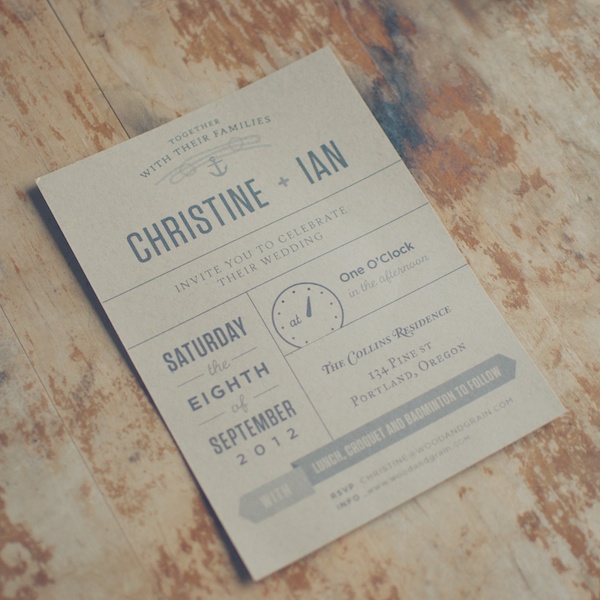 TOGETHER
WITH THEIR FAMILIES
CHRISTINE + IAN
INVITE YOU TO CELEBRATE
THEIR WEDDING
SATURDAY
the
EIGHTH
of
SEPTEMBER
2012
at
One O'Clock
in the afternoon
THE COLLINS RESIDENCE
134 PINE ST
PORTLAND, OREGON
WITH LUNCH, CROQUET AND BADMINTON TO FOLLOW
RSVP CHRISTINE@WOODANDGRAIN.COM
INFO www.woodandgrain.com